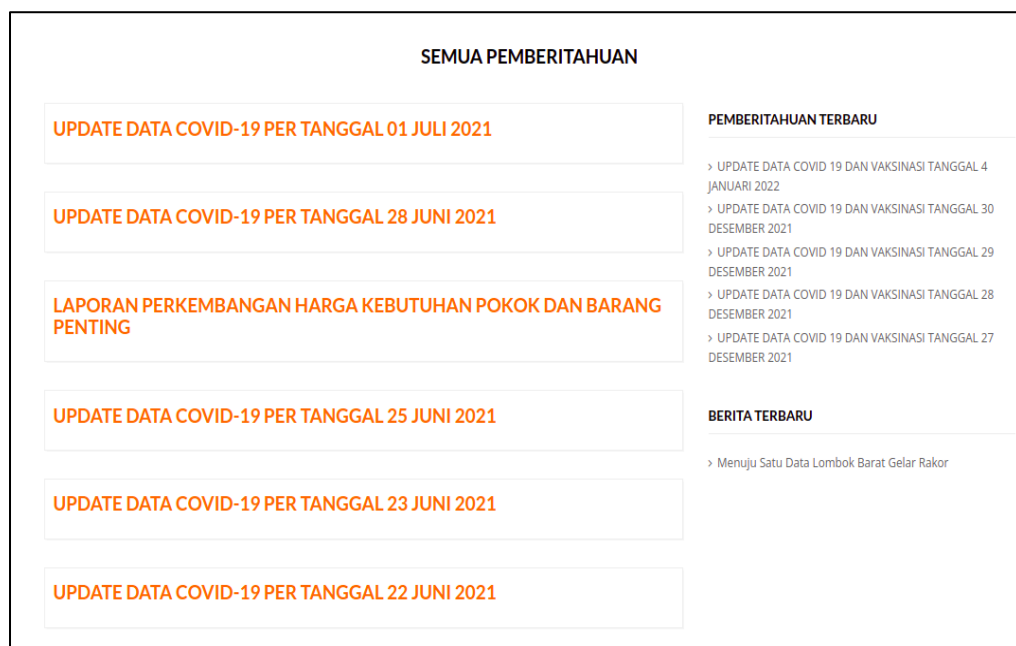 SEMUA PEMBERITAHUAN
UPDATE DATA COVID-19 PER TANGGAL 01 JULI 2021
UPDATE DATA COVID-19 PER TANGGAL 28 JUNI 2021
LAPORAN PERKEMBANGAN HARGA KEBUTUHAN POKOK DAN BARANG
PENTING
UPDATE DATA COVID-19 PER TANGGAL 25 JUNI 2021
UPDATE DATA COVID-19 PER TANGGAL 23 JUNI 2021
UPDATE DATA COVID-19 PER TANGGAL 22 JUNI 2021
PEMBERITAHUAN TERBARU
› UPDATE DATA COVID 19 DAN VAKSINASI TANGGAL 4
JANUARI 2022
› UPDATE DATA COVID 19 DAN VAKSINASI TANGGAL 30
DESEMBER 2021
› UPDATE DATA COVID 19 DAN VAKSINASI TANGGAL 29
DESEMBER 2021
› UPDATE DATA COVID 19 DAN VAKSINASI TANGGAL 28
DESEMBER 2021
› UPDATE DATA COVID 19 DAN VAKSINASI TANGGAL 27
DESEMBER 2021
BERITA TERBARU
› Menuju Satu Data Lombok Barat Gelar Rakor